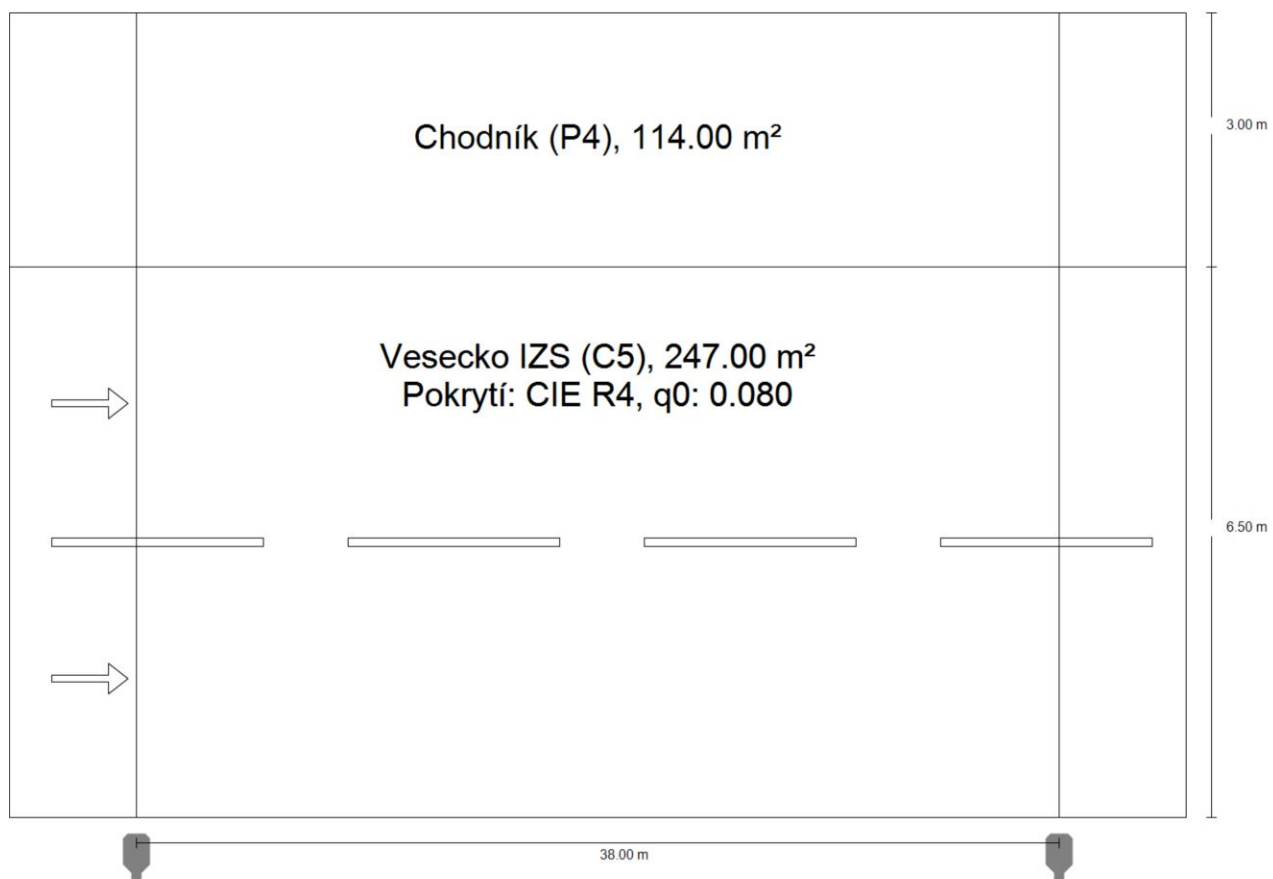 Chodník (P4), 114.00 m²
3.00 m
Vesecko IZS (C5), 247.00 m²
Pokrytí: CIE R4, q0: 0.080
6.50 m
38.00 m